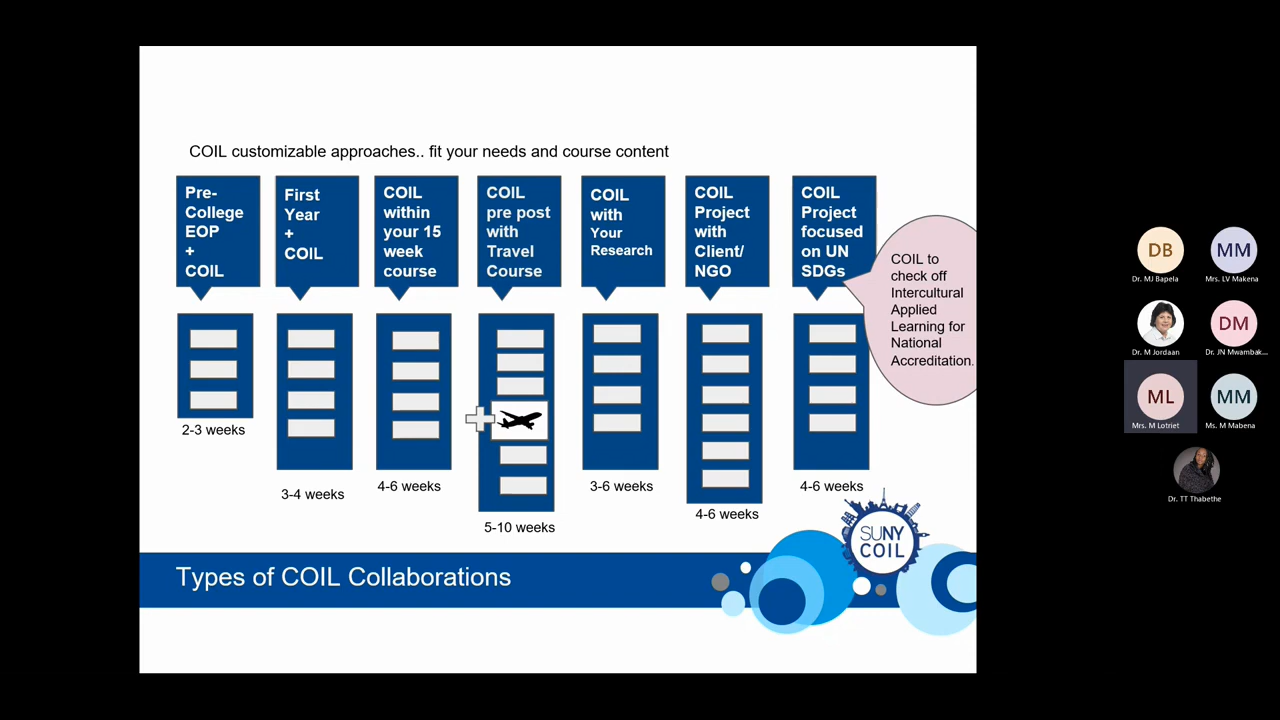 COIL customizable approaches.. fit your needs and course content
Pre-
College
EOP
+
COIL
First
Year
+
COIL
COIL
within
your 15
week
course
COIL
pre post
with
Travel
Course
COIL
with
Your
Research
COIL
Project
with
Client/
NGO
COIL
Project
focused
on UN
SDGs
COIL to
check off
Intercultural
Applied
Learning for
National
Accreditation.
2-3 weeks
3-4 weeks
4-6 weeks
5-10 weeks
3-6 weeks
4-6 weeks
4-6 weeks
SUNY
COIL
Types of COIL Collaborations
DB
Dr. MJ Bapela
MM
Mrs. LV Makena
Dr. M Jordaan
DM
Dr. JN Mwambak...
ML
Mrs. M Lotriet
MM
Ms. M Mabena
Dr. TT Thabethe